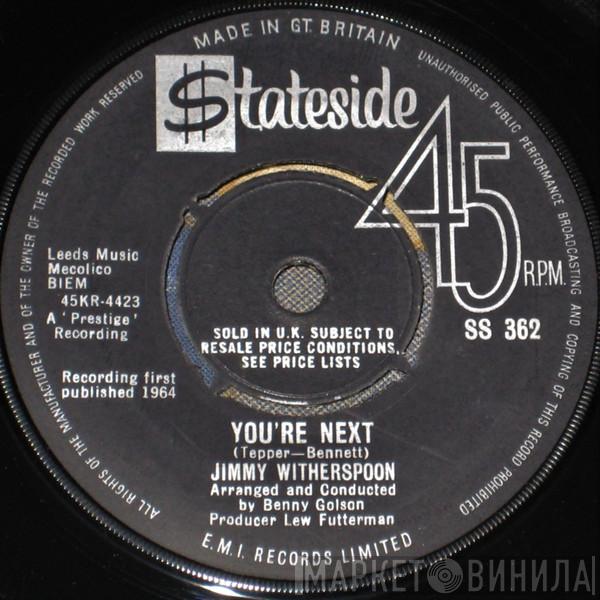 MADE IN GT. BRITAIN
UNAUTHORISED PUBLIC PERFORMANCE BROADCASTING AND COPYING OF THIS RECORD PROHIBITED
ALL RIGHTS OF THE MANUFACTURER AND OF THE OWNER OF THE RECORDED WORK RESERVED
$tateside
45
R.P.M.
SS 362
Leeds Music
Mecolico
BIEM
45KR-4423
A 'Prestige'
Recording
Recording first
published 1964
SOLD IN U.K. SUBJECT TO
RESALE PRICE CONDITIONS,
SEE PRICE LISTS
YOU'RE NEXT
(Tepper—Bennett)
JIMMY WITHERSPOON
Arranged and Conducted
by Benny Golson
Producer Lew Futterman
E.M.I. RECORDS LIMITED
МАРКЕТ ВИНИЛА